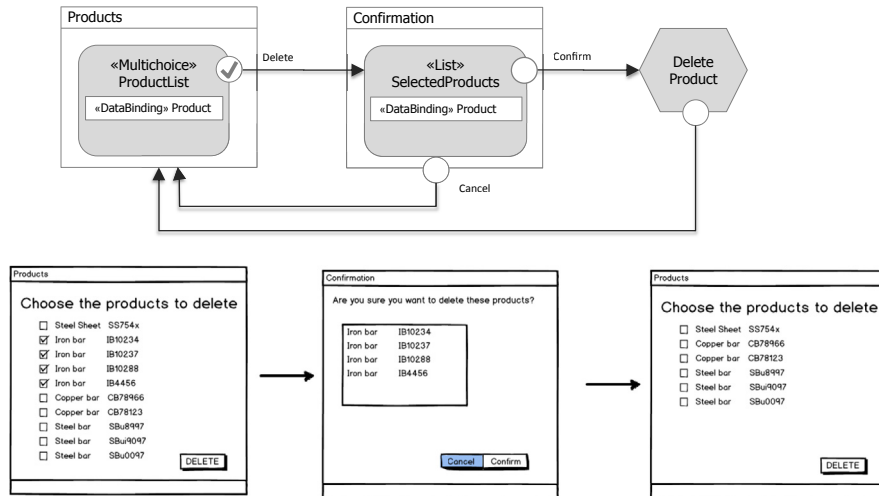 Products
«Multichoice»
ProductList
«DataBinding» Product
Delete
Confirmation
«List»
SelectedProducts
«DataBinding» Product
Confirm
Cancel
Delete
Product
Products
Choose the products to delete
Steel Sheet SS754x
Iron bar IB10234
Iron bar IB10237
Iron bar IB10288
Iron bar IB4456
Copper bar CB78966
Copper bar CB78123
Steel bar SBu8997
Steel bar SBui9097
Steel bar SBu0097
DELETE
Confirmation
Are you sure you want to delete these products?
Iron bar IB10234
Iron bar IB10237
Iron bar IB10288
Iron bar IB4456
Cancel Confirm
Products
Choose the products to delete
Steel Sheet SS754x
Copper bar CB78966
Copper bar CB78123
Steel bar SBu8997
Steel bar SBui9097
Steel bar SBu0097
DELETE